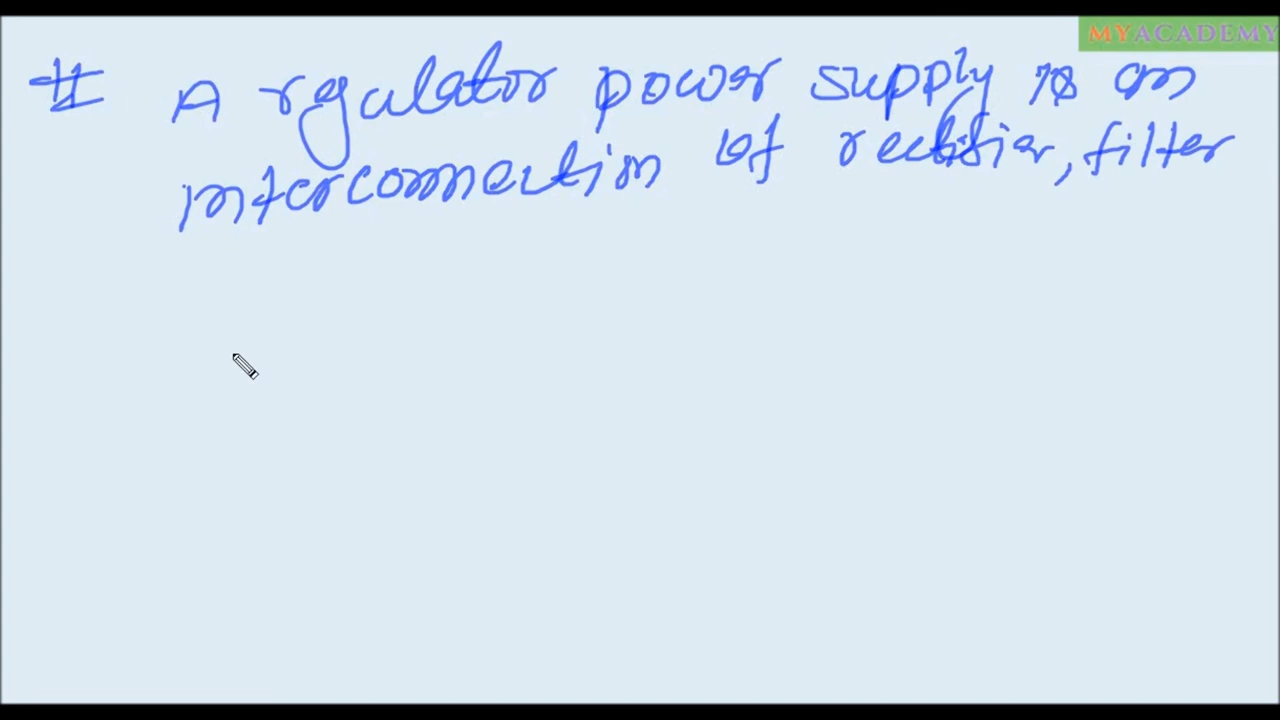 MYACADEMY
# A regulator power supply is an
interconnection of rectifier, filter